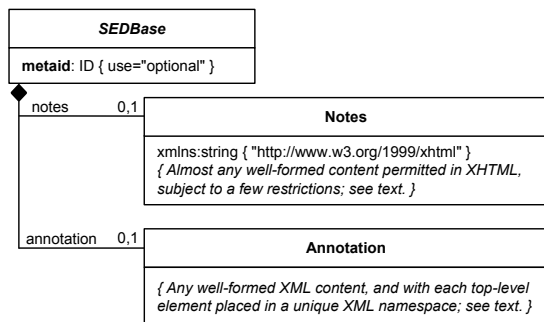 SEDBase
metaid: ID { use="optional" }
notes 0,1
Notes
xmlns:string { "http://www.w3.org/1999/xhtml" }
{ Almost any well-formed content permitted in XHTML,
subject to a few restrictions; see text. }
annotation 0,1
Annotation
{ Any well-formed XML content, and with each top-level
element placed in a unique XML namespace; see text. }